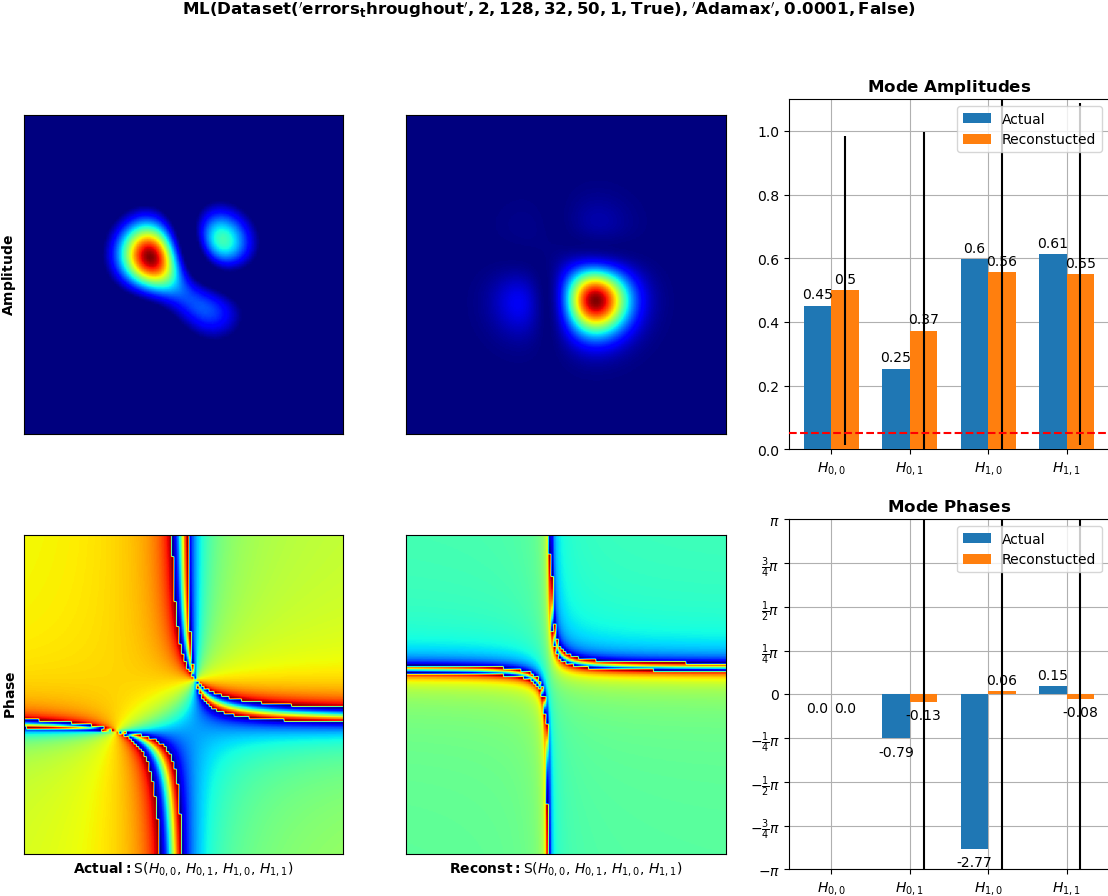 ML(Dataset('errors_throughout', 2, 128, 32, 50, 1, True), 'Adamax', 0.0001, False)
Amplitude
Mode Amplitudes
Actual
Reconstucted
1.0
0.8
0.6
0.4
0.2
0.0
0.45
0.5
0.25
0.37
0.6
0.56
0.61
0.55
H0,0
H0,1
H1,0
H1,1
Phase
Actual: S(H0,0, H0,1, H1,0, H1,1)
Reconst: S(H0,0, H0,1, H1,0, H1,1)
Mode Phases
Actual
Reconstucted
π
3/4π
1/2π
1/4π
0
−1/4π
−1/2π
−3/4π
−π
0.0
0.0
-0.79
-0.13
-2.77
0.06
0.15
-0.08
H0,0
H0,1
H1,0
H1,1